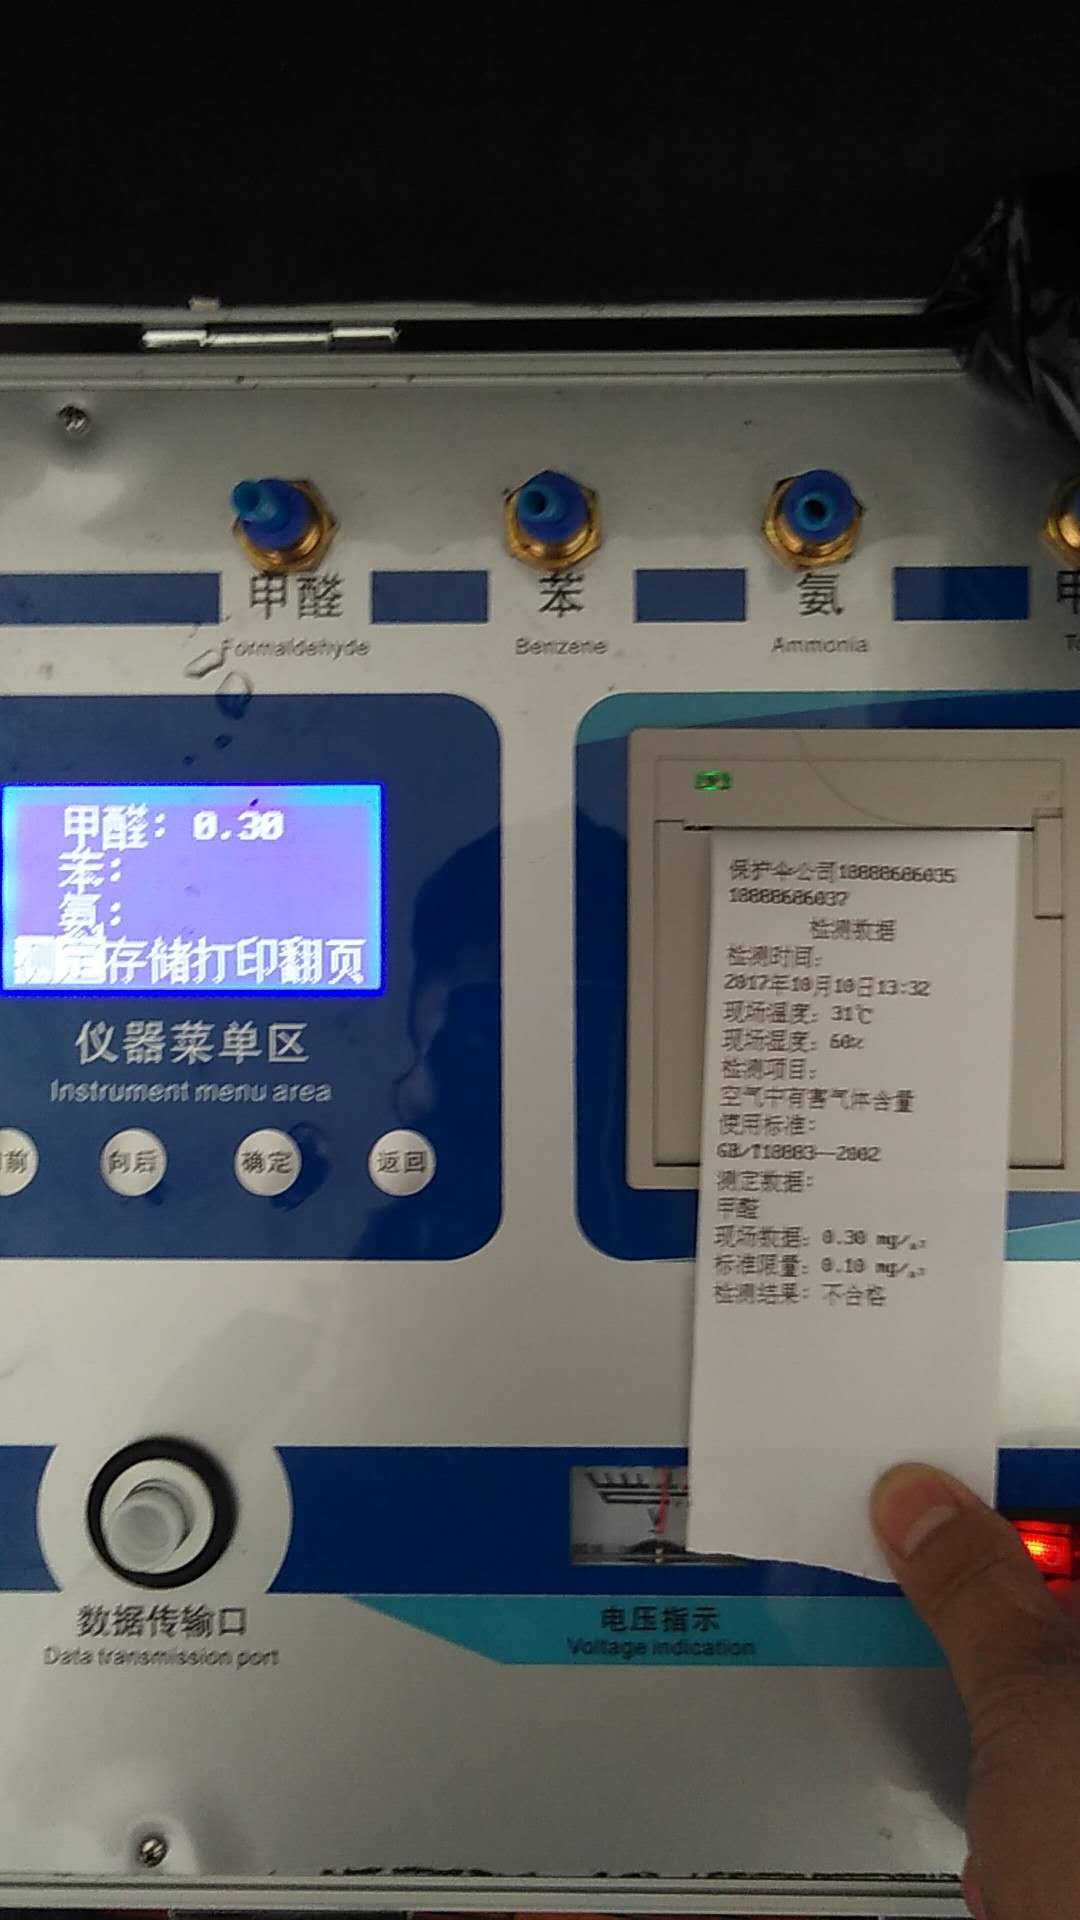 甲醛
Formaldehyde
苯
Benzene
氨
Ammonia
甲醛: 0.30
苯:
氨:
测定存储打印翻页
仪器菜单区
Instrument menu area
前
向后
确定
返回
保护伞公司18888686035
18888686037
检测数据
检测时间:
2017年10月10日13:32
现场温度: 31℃
现场湿度: 60%
检测项目:
空气中有害气体含量
使用标准:
GB/T18883--2002
测定数据:
甲醛
现场数据: 0.30 mg/m3
标准限量: 0.10 mg/m3
检测结果: 不合格
数据传输口
Data transmission port
V
电压指示
Voltage indication